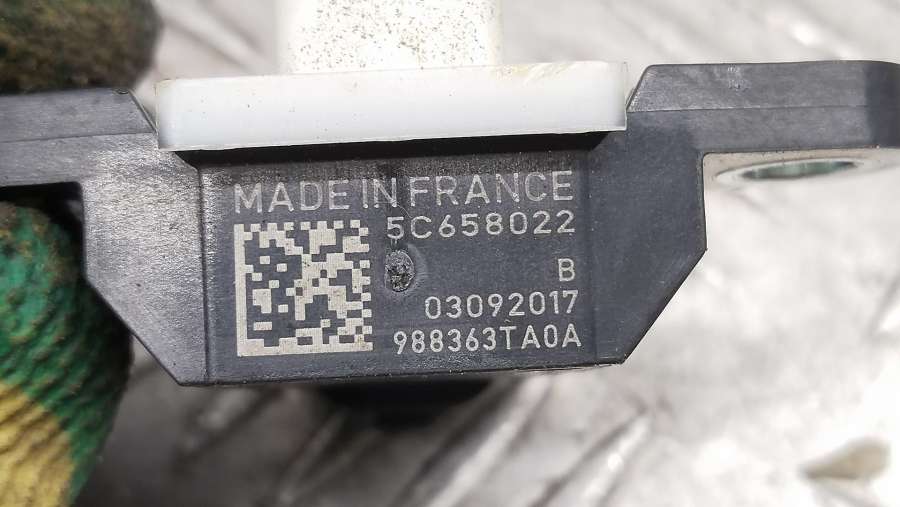 MADE IN FRANCE
5C658022
B
03092017
988363TA0A